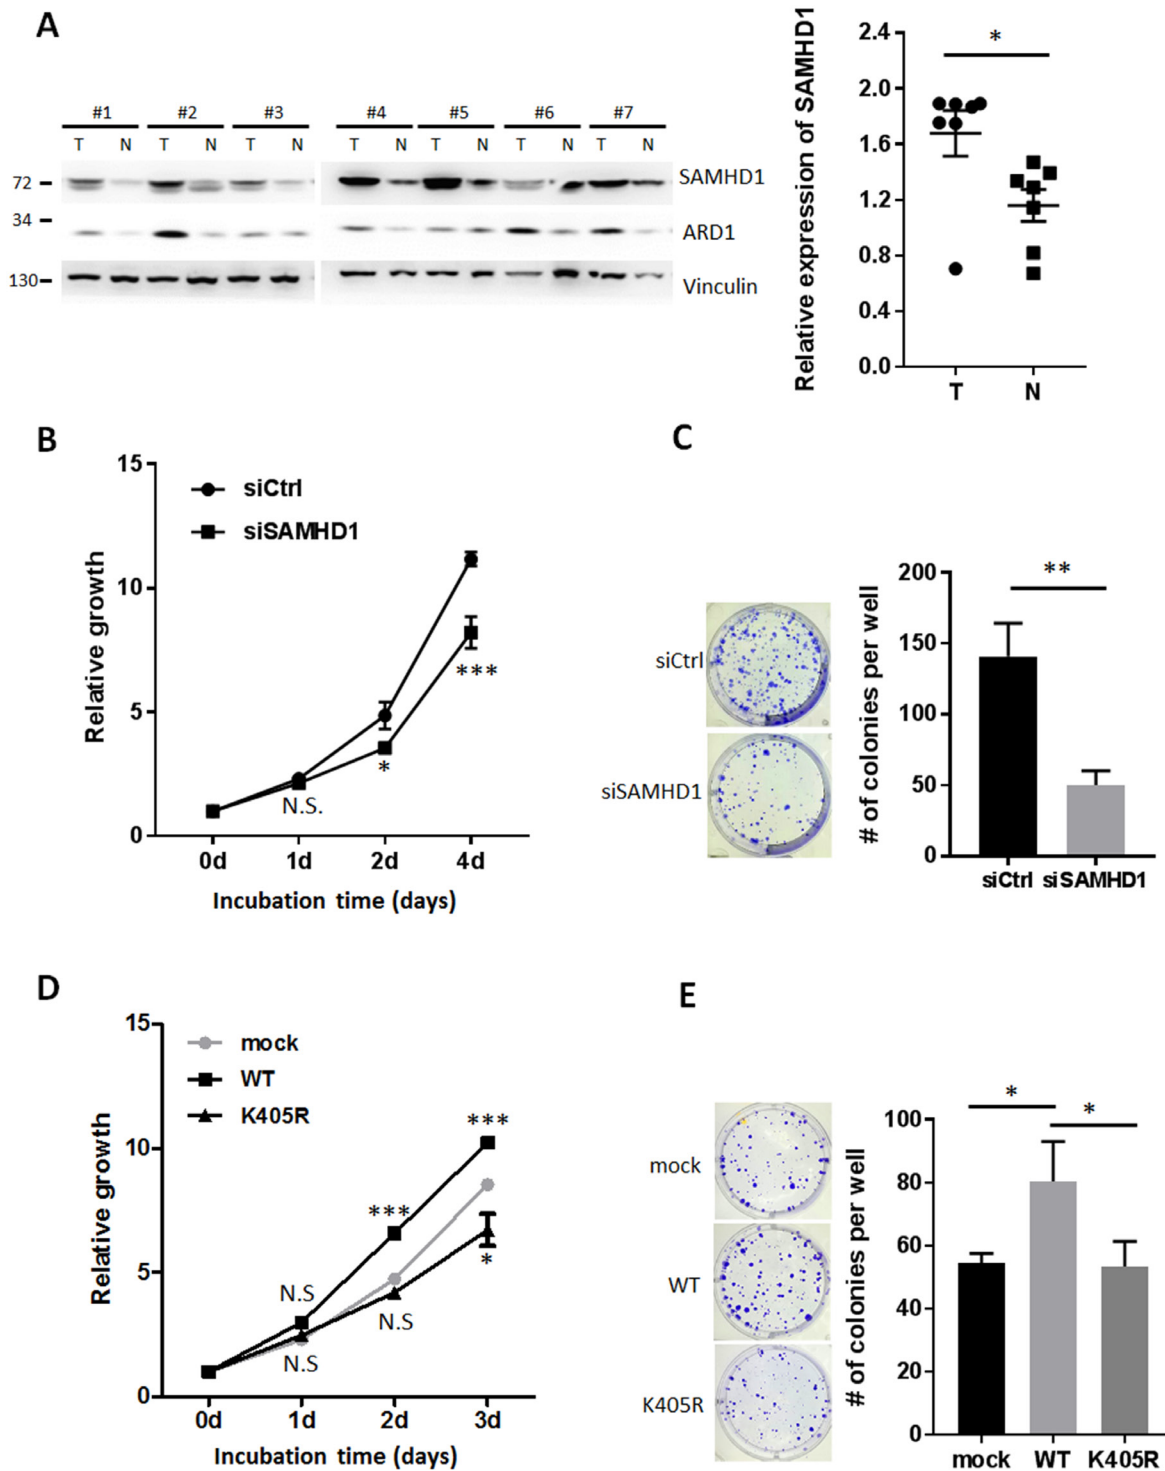 A
#1 #2 #3 #4 #5 #6 #7
T N T N T N T N T N T N T N
72
SAMHD1
34
ARD1
130
Vinculin
Relative expression of SAMHD1
2.4
2.0
1.6
1.2
0.8
0.4
0.0
*
T N
B
Relative growth
15
10
5
0
siCtrl
siSAMHD1
N.S.
*
***
0d 1d 2d 4d
Incubation time (days)
C
siCtrl
siSAMHD1
# of colonies per well
200
150
100
50
0
**
siCtrl siSAMHD1
D
Relative growth
15
10
5
0
mock
WT
K405R
N.S
N.S
***
N.S
***
*
0d 1d 2d 3d
Incubation time (days)
E
mock
WT
K405R
# of colonies per well
100
80
60
40
20
0
* *
mock WT K405R